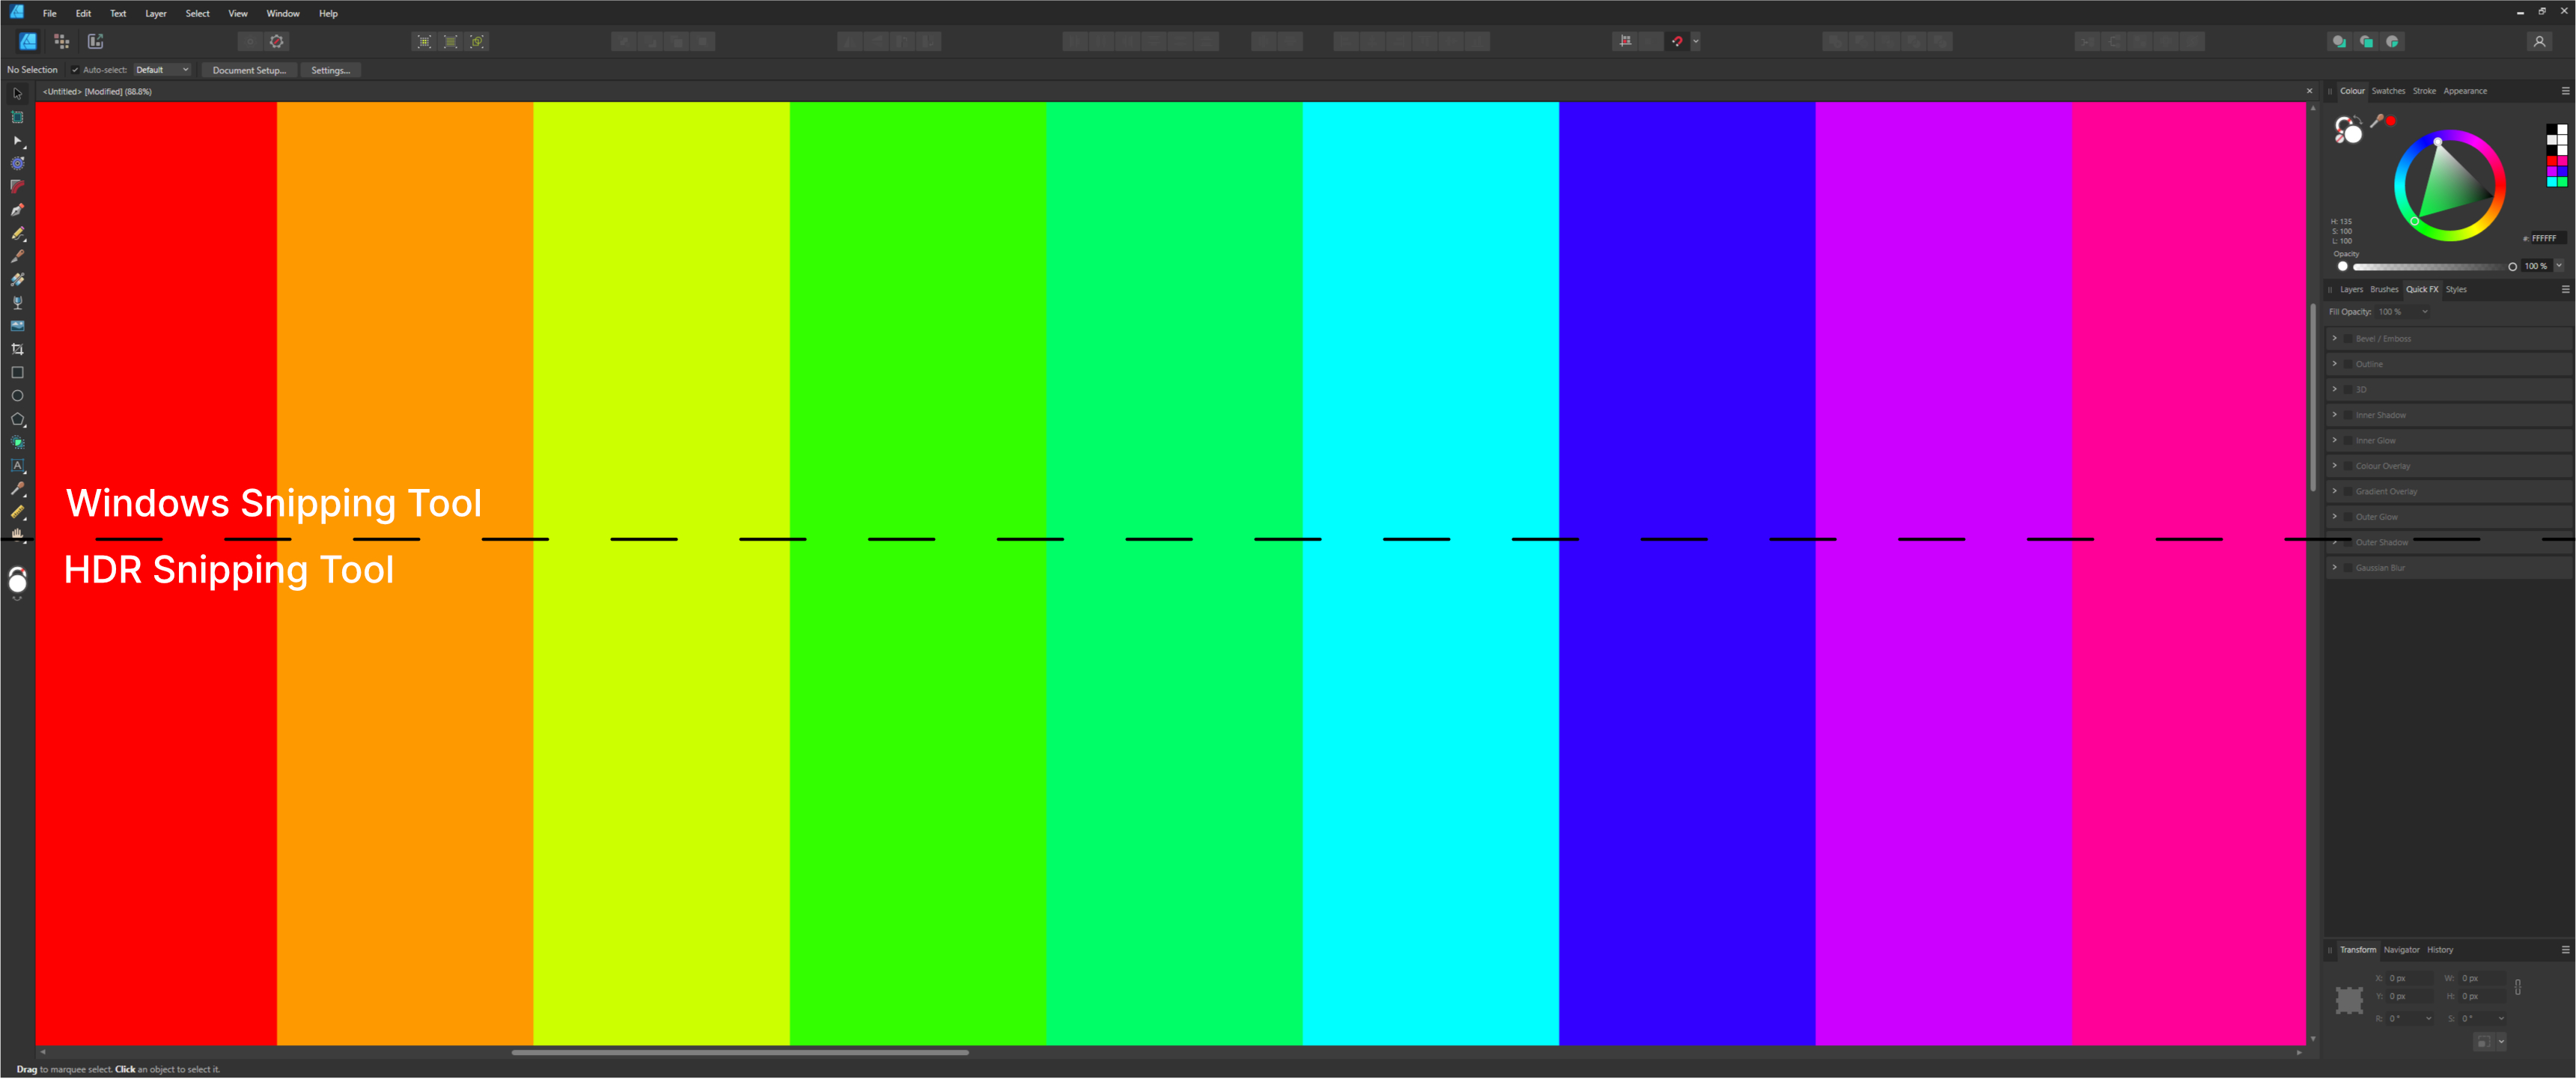 File Edit Text Layer Select View Window Help
No Selection Auto-select: Default Document Setup... Settings...
<Untitled> [Modified] (88.8%)
Windows Snipping Tool
HDR Snipping Tool
Colour Swatches Stroke Appearance
H: 135
S: 100
L: 100
#: FFFFFF
Opacity
100 %
Layers Brushes Quick FX Styles
Fill Opacity: 100 %
Bevel / Emboss
Outline
3D
Inner Shadow
Inner Glow
Colour Overlay
Gradient Overlay
Outer Glow
Outer Shadow
Gaussian Blur
Transform Navigator History
X: 0 px W: 0 px
Y: 0 px H: 0 px
R: 0 ° S: 0 °
Drag to marquee select. Click an object to select it.